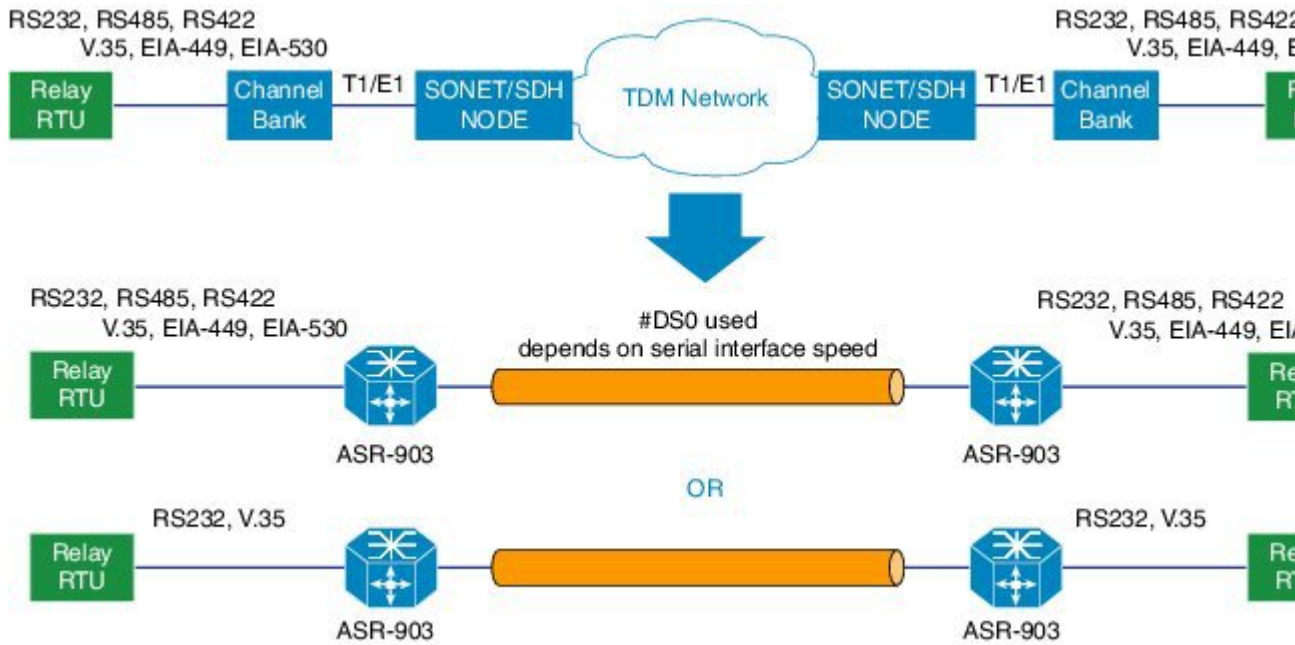 RS232, RS485, RS422
V.35, EIA-449, EIA-530
RS232, RS485, RS422
V.35, EIA-449,
Relay
RTU
Channel
Bank
T1/E1
SONET/SDH
NODE
TDM Network
SONET/SDH
NODE
T1/E1
Channel
Bank
RS232, RS485, RS422
V.35, EIA-449, EIA-530
#DS0 used
depends on serial interface speed
RS232, RS485, RS422
V.35, EIA-449,
Relay
RTU
ASR-903
ASR-903
OR
RS232, V.35
RS232, V.35
Relay
RTU
ASR-903
ASR-903